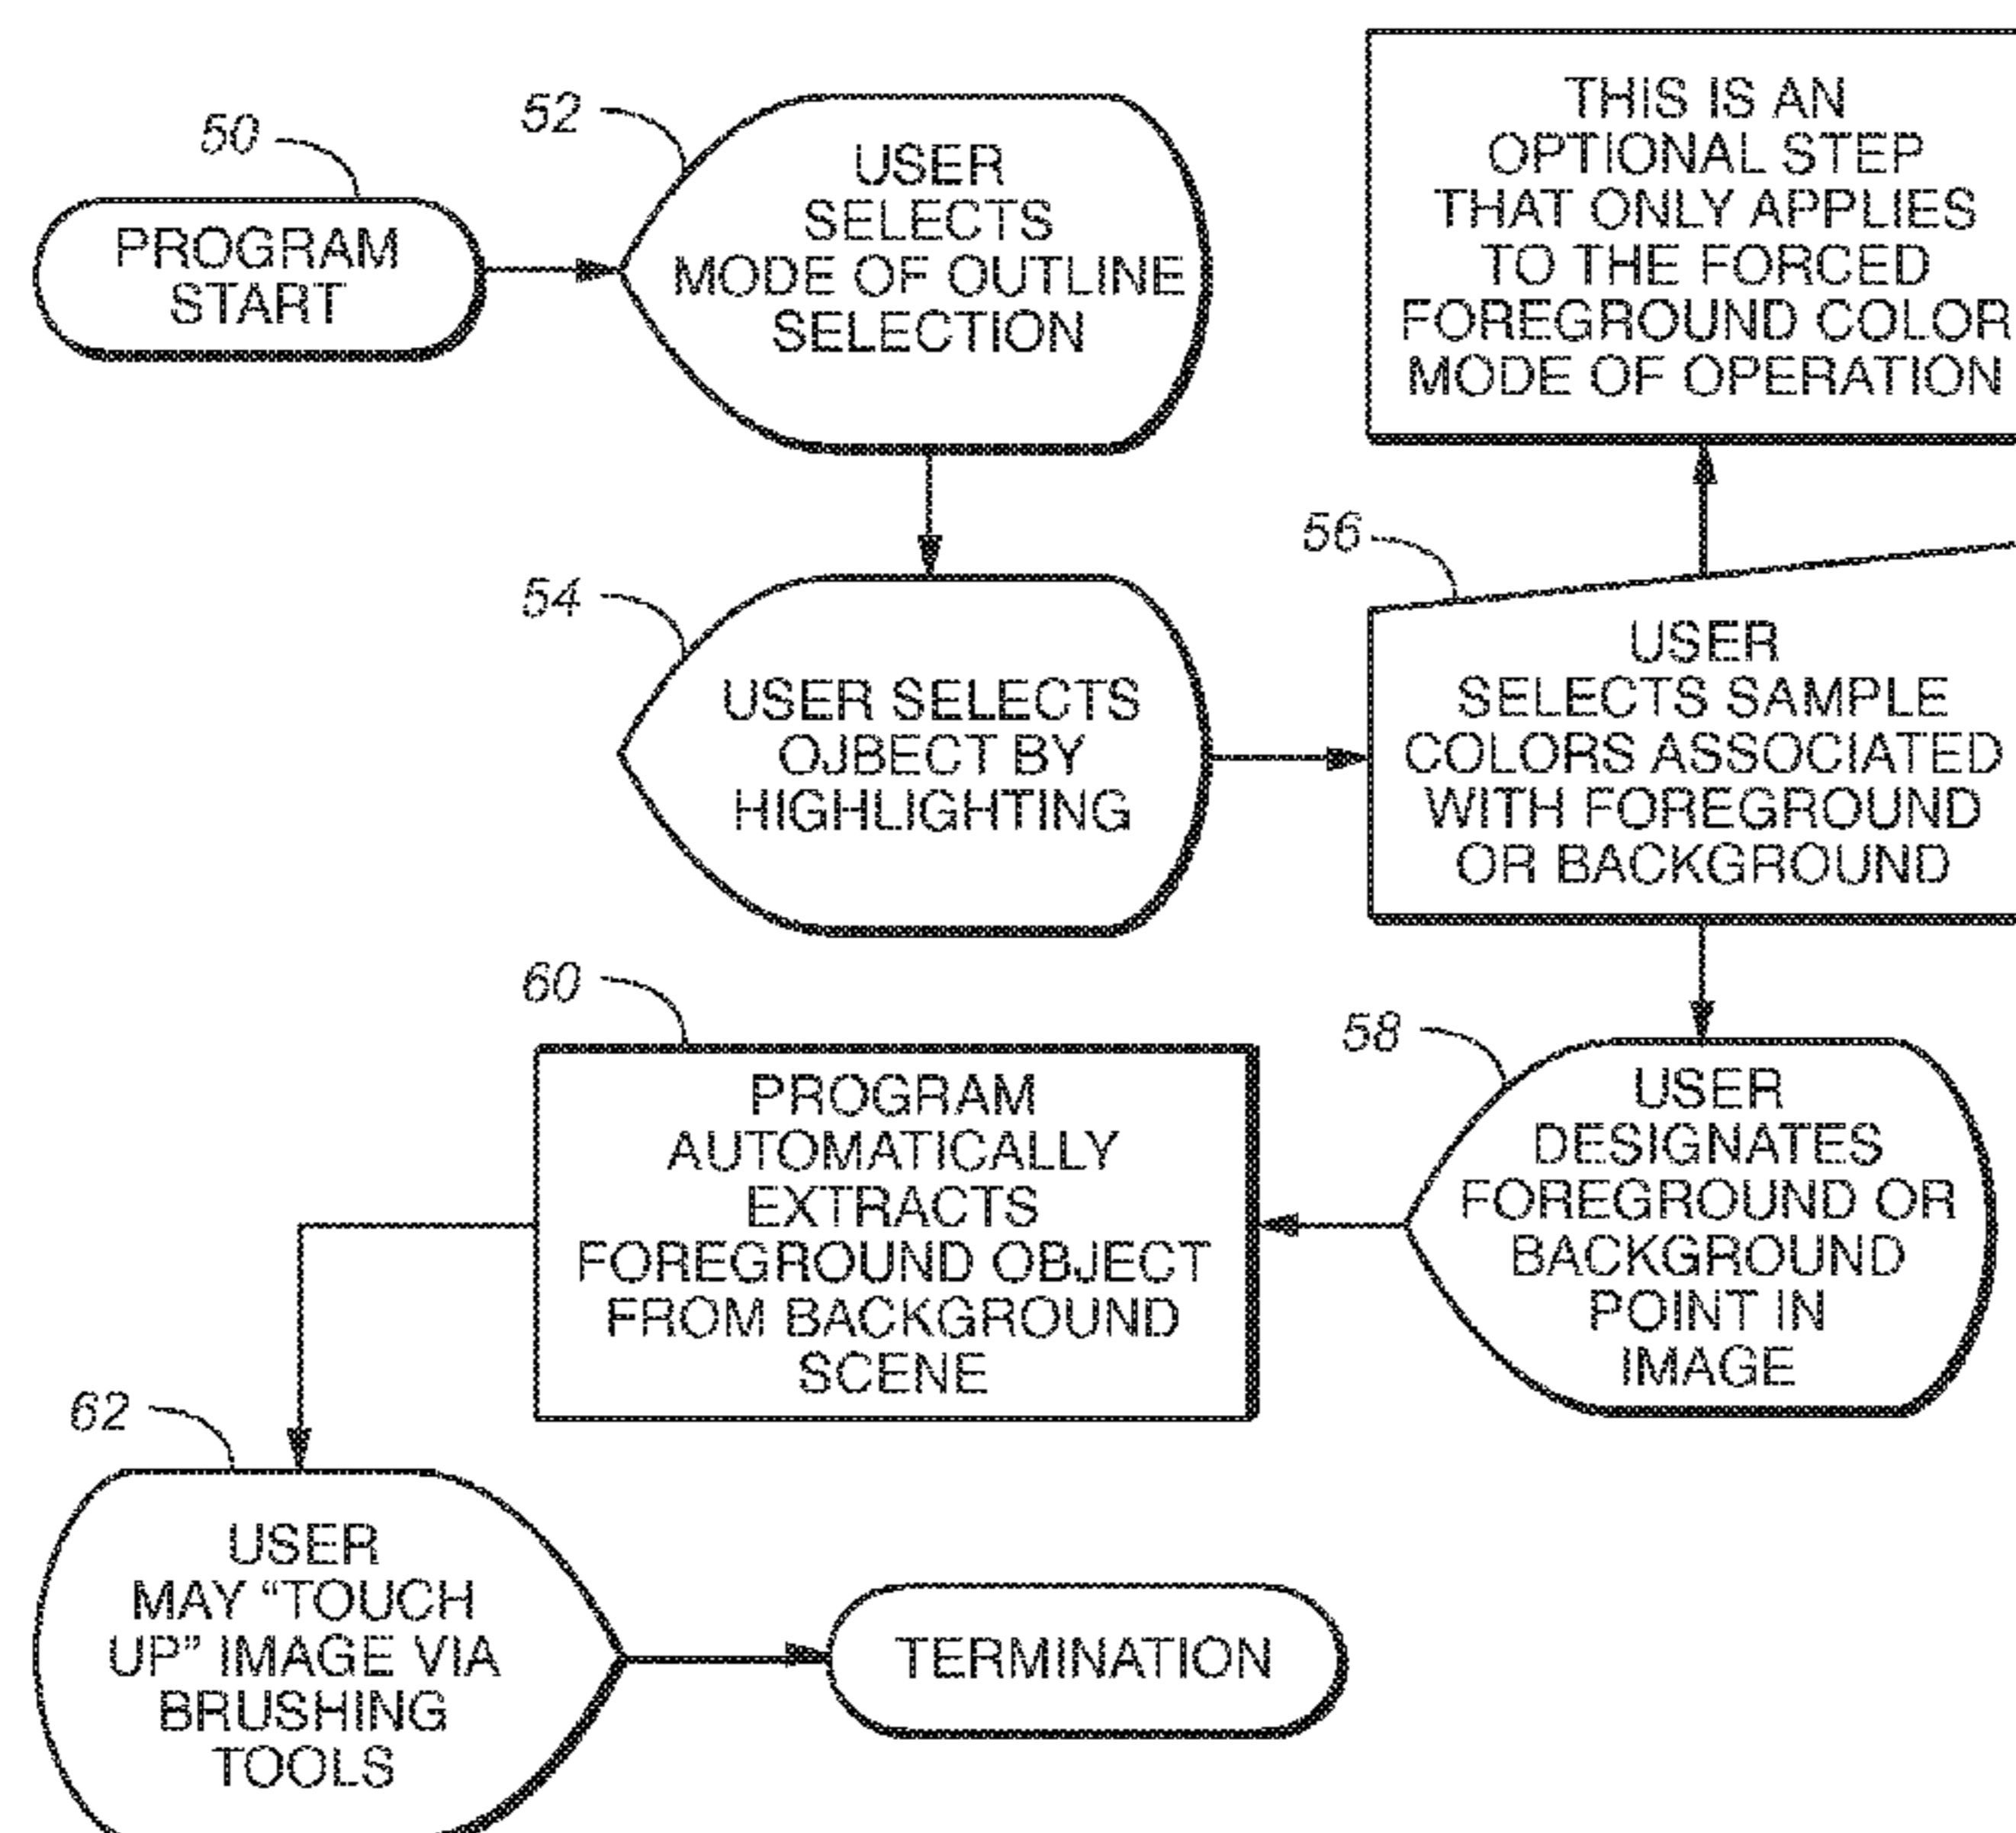 50
PROGRAM
START
52
USER
SELECTS
MODE OF OUTLINE
SELECTION
THIS IS AN
OPTIONAL STEP
THAT ONLY APPLIES
TO THE FORCED
FOREGROUND COLOR
MODE OF OPERATION
54
USER SELECTS
OJBECT BY
HIGHLIGHTING
56
USER
SELECTS SAMPLE
COLORS ASSOCIATED
WITH FOREGROUND
OR BACKGROUND
58
USER
DESIGNATES
FOREGROUND OR
BACKGROUND
POINT IN
IMAGE
60
PROGRAM
AUTOMATICALLY
EXTRACTS
FOREGROUND OBJECT
FROM BACKGROUND
SCENE
62
USER
MAY “TOUCH
UP” IMAGE VIA
BRUSHING
TOOLS
TERMINATION